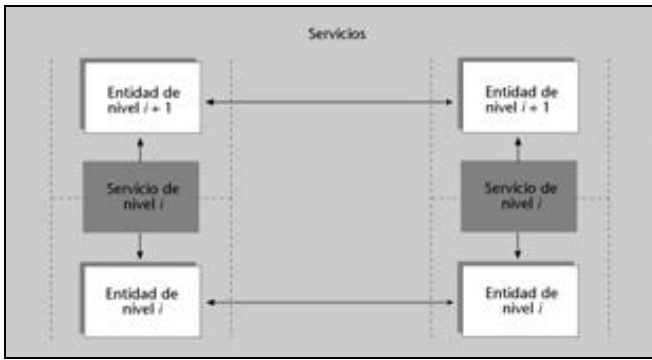 Servicios
Entidad de
nivel i + 1
Entidad de
nivel i + 1
Servicio de
nivel i
Servicio de
nivel i
Entidad de
nivel i
Entidad de
nivel i